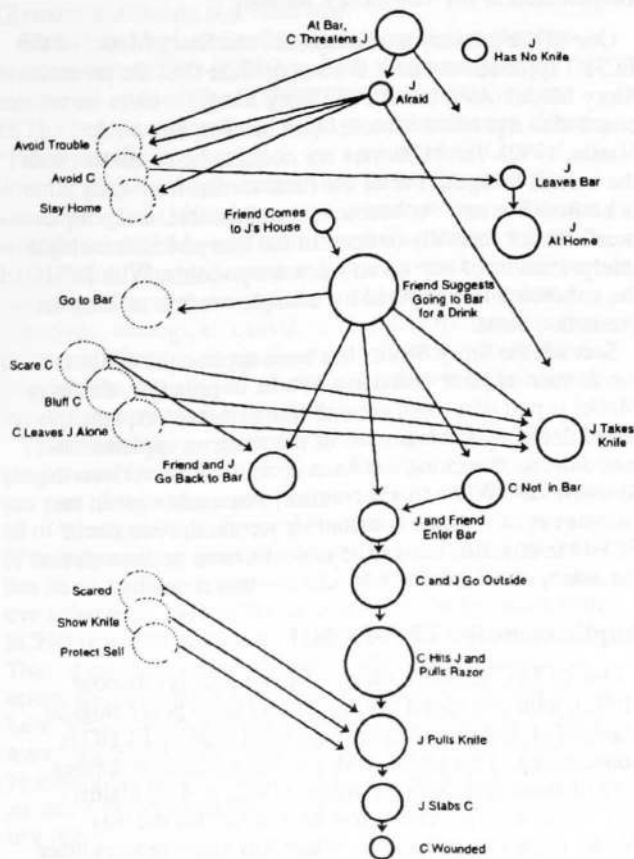 At Bar,
C Threatens J
J
Has No Knife
J
Afraid
Avoid Trouble
Avoid C
Stay Home
J
Leaves Bar
Friend Comes
to J's House
J
At Home
Go to Bar
Friend Suggests
Going to Bar
for a Drink
Scare C
Bluff C
C Leaves J Alone
J Takes
Knife
Friend and J
Go Back to Bar
C Not in Bar
J and Friend
Enter Bar
C and J Go Outside
Scared
Show Knife
Protect Self
C Hits J and
Pulls Razor
J Pulls Knife
J Stabs C
C Wounded